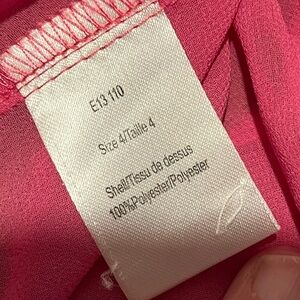 E13 110
Size 4/Taille 4
Shell/Tissu de dessus
100%Polyester/Polyester